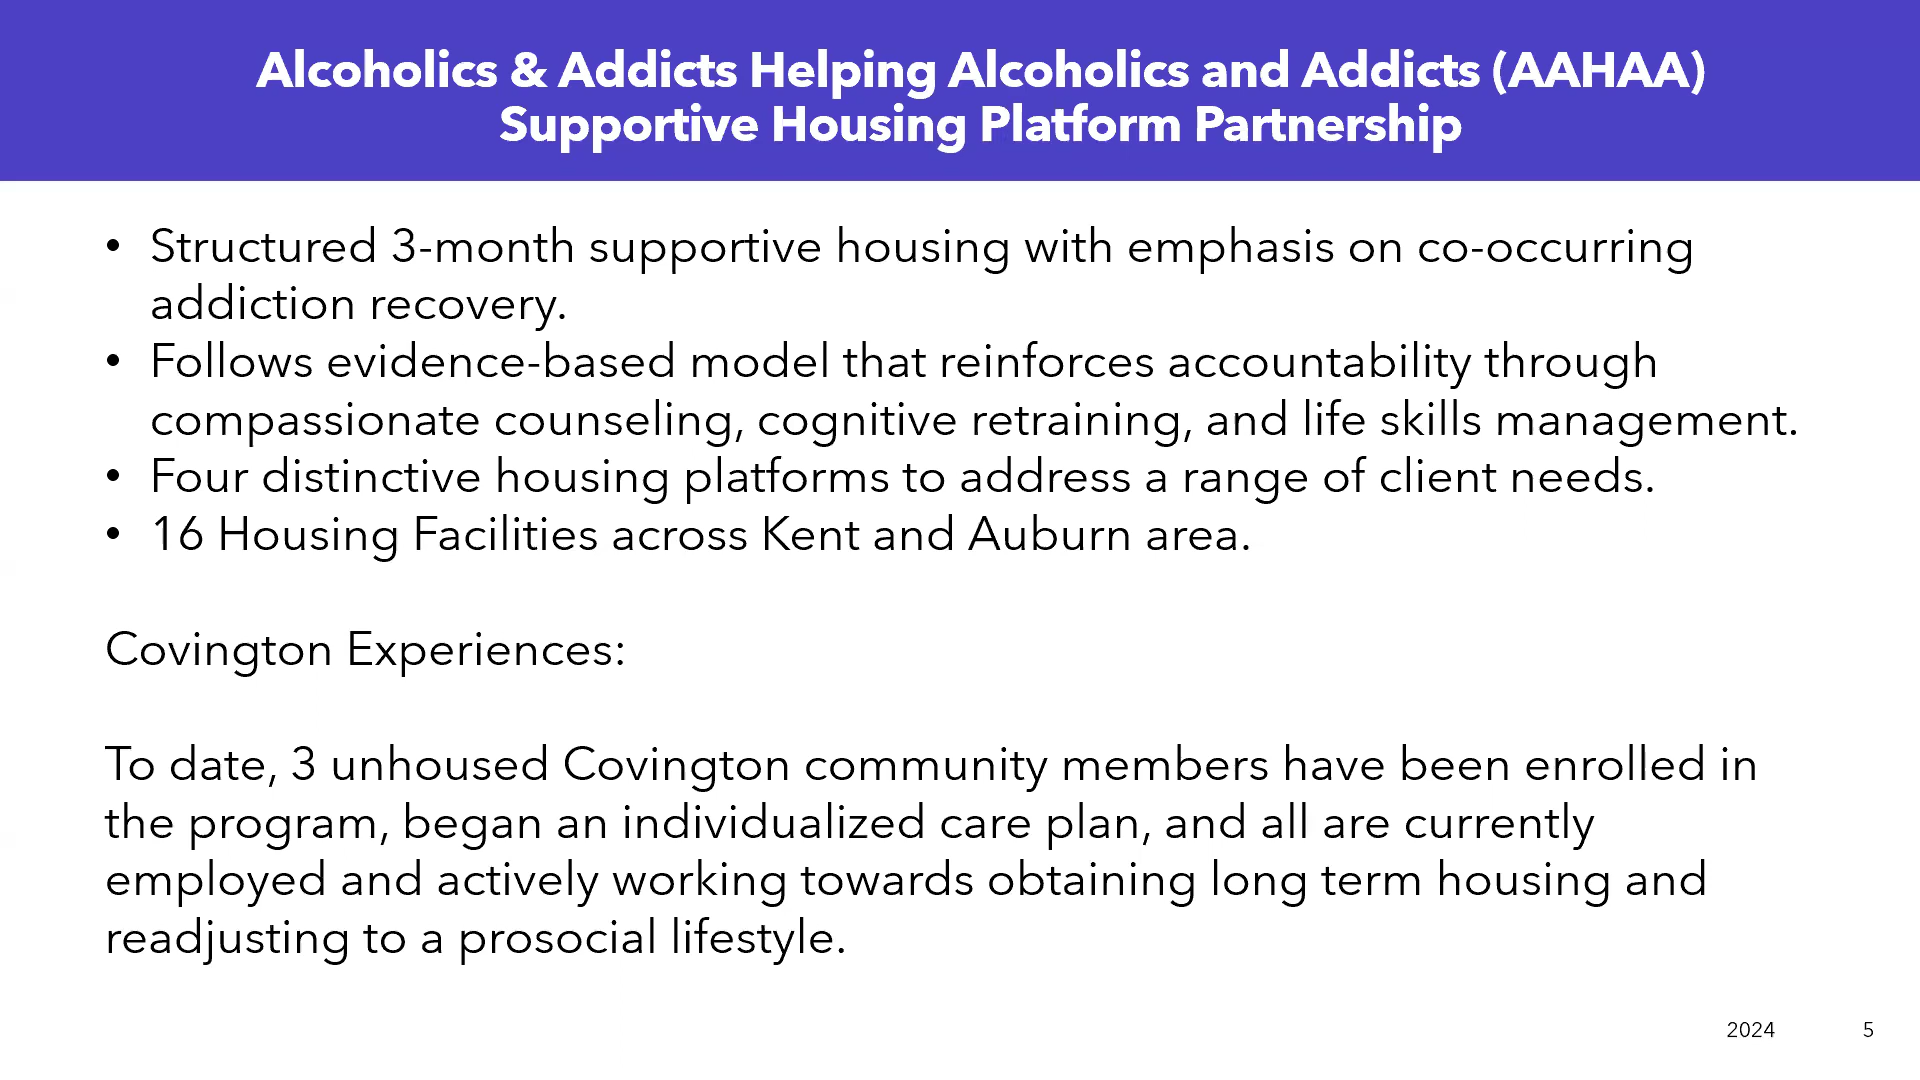 Alcoholics & Addicts Helping Alcoholics and Addicts (AAHAA)
Supportive Housing Platform Partnership
• Structured 3-month supportive housing with emphasis on co-occurring
addiction recovery.
• Follows evidence-based model that reinforces accountability through
compassionate counseling, cognitive retraining, and life skills management.
• Four distinctive housing platforms to address a range of client needs.
• 16 Housing Facilities across Kent and Auburn area.
Covington Experiences:
To date, 3 unhoused Covington community members have been enrolled in
the program, began an individualized care plan, and all are currently
employed and actively working towards obtaining long term housing and
readjusting to a prosocial lifestyle.
2024 5